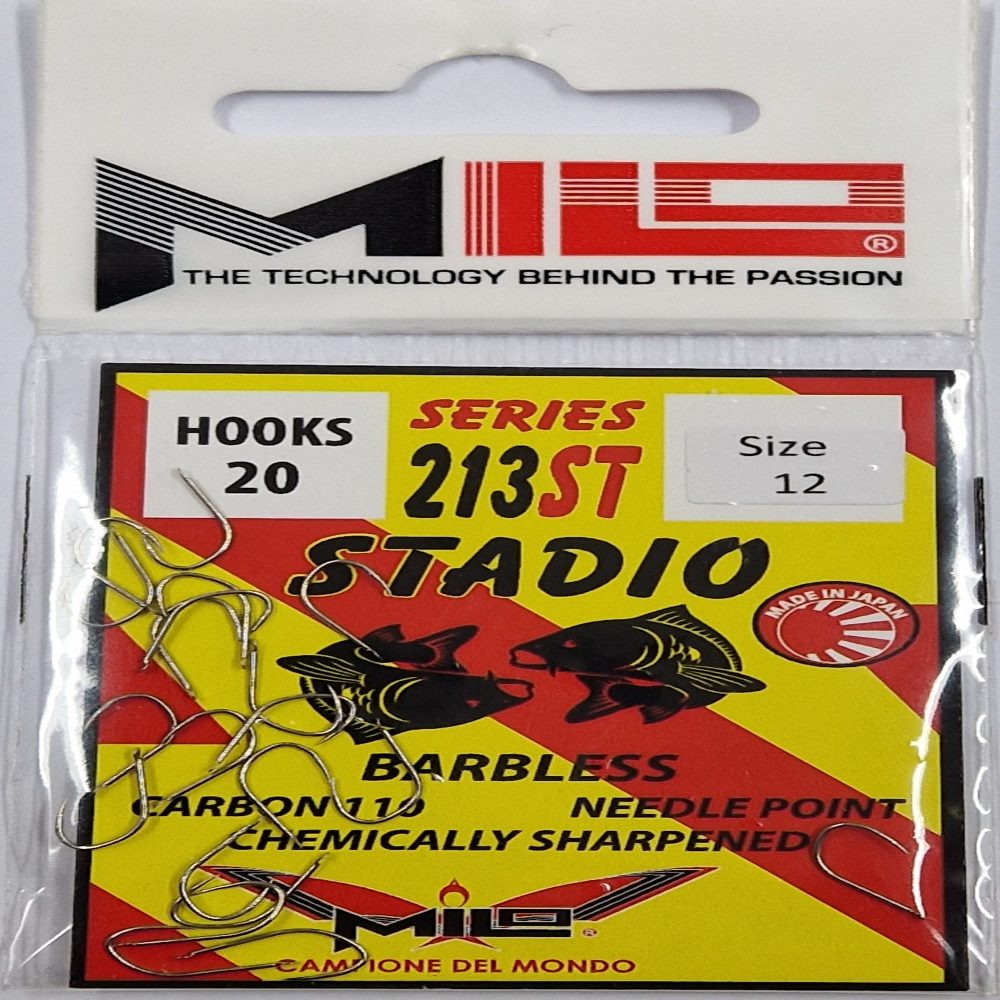 MILO ®
THE TECHNOLOGY BEHIND THE PASSION
HOOKS
20
SERIES
213ST
Size
12
STADIO
MADE IN JAPAN
BARBLESS
CARBON 110
NEEDLE POINT
CHEMICALLY SHARPENED
MILO ®
CAMPIONE DEL MONDO